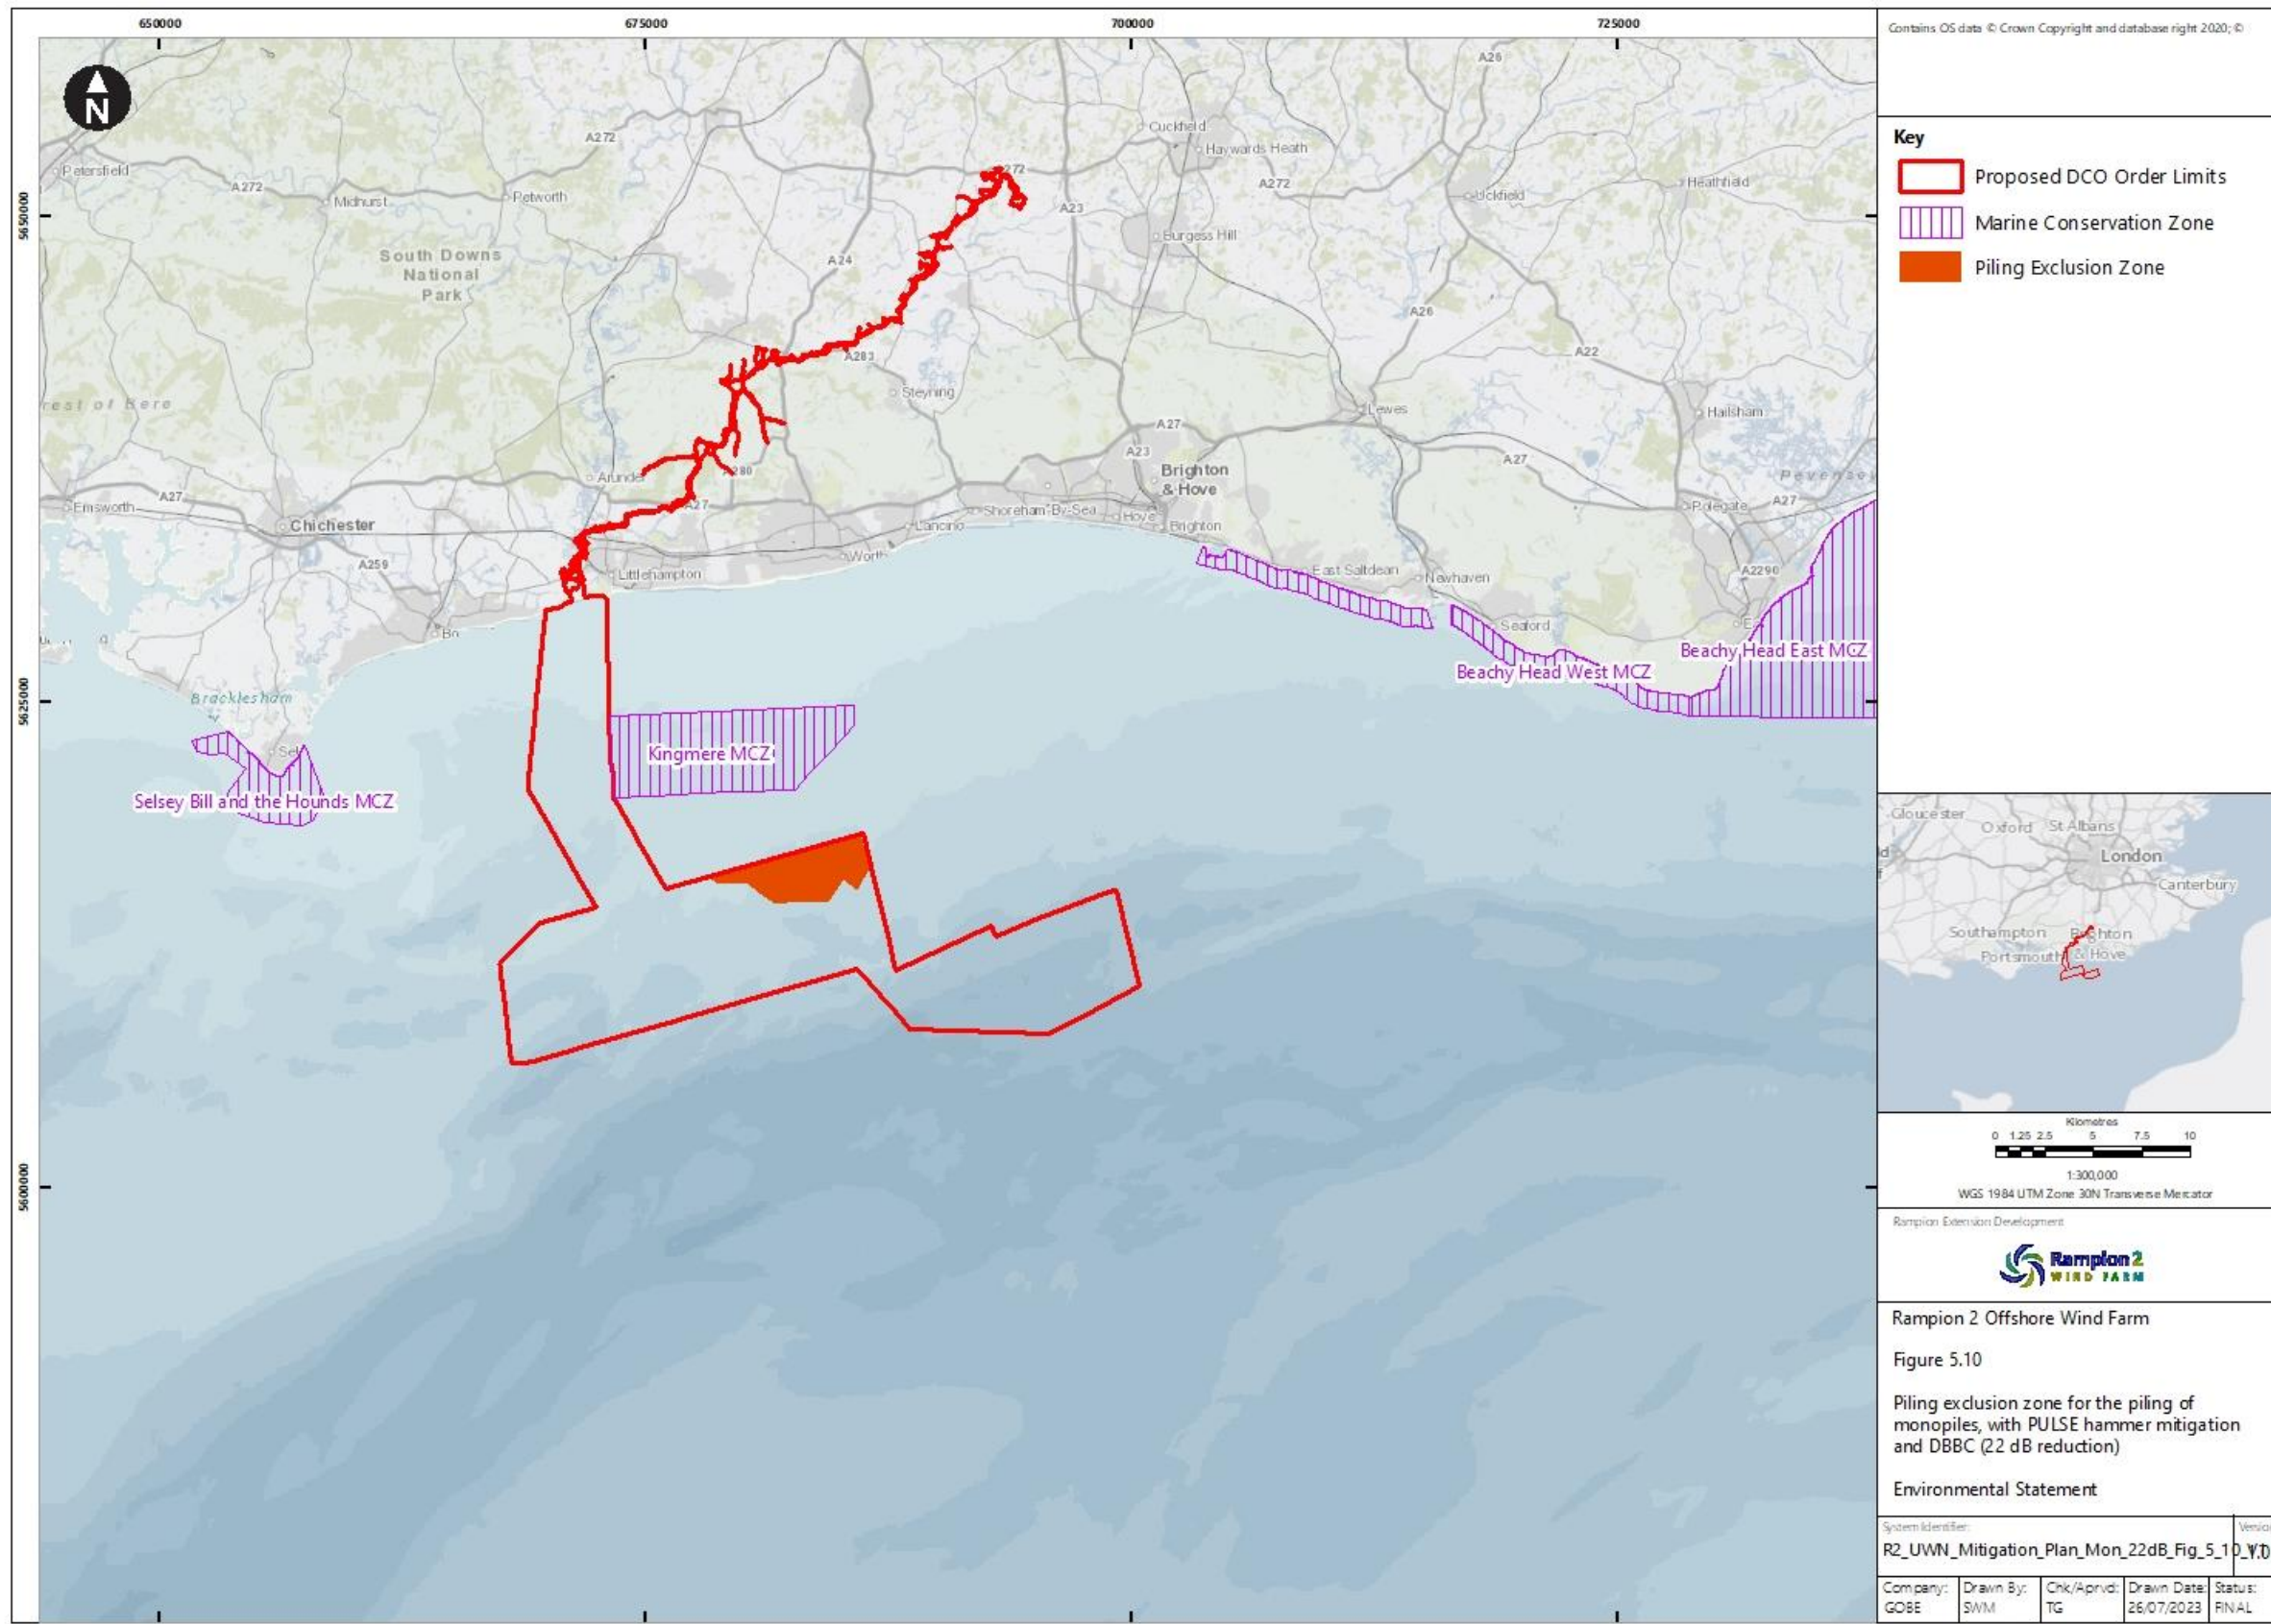 650000 675000 700000 725000
Contains OS data © Crown Copyright and database right 2020; ©
N
A26
Cuckfield
A272
Haywards Heath
Petersfield
A272
Midhurst
Petworth
A272
Uckfield
Heathfield
5650000
A23
Burgess Hill
South Downs
National
Park
A24
A26
A283
A22
Steyning
rest of Bere
Lewes
Hailsham
A27
A23
Brighton
& Hove
A27
A280
Arundel
Emsworth
A27
Chichester
A27
Polegate
A27
Shoreham-By-Sea
Hove
Brighton
Lancing
Worth
A259
Littlehampton
East Saltdean
Newhaven
A2290
Bo
Seaford
E
Beachy Head East MCZ
Beachy Head West MCZ
Bracklesham
5625000
Sel
Kingmere MCZ
Selsey Bill and the Hounds MCZ
5600000
Key
Proposed DCO Order Limits
Marine Conservation Zone
Piling Exclusion Zone
Gloucester
Oxford
St Albans
London
Canterbury
Southampton
Brighton
& Hove
Portsmouth
Kilometres
0 1.25 2.5 5 7.5 10
1:300,000
WGS 1984 UTM Zone 30N Transverse Mercator
Rampion Extension Development
Rampion 2
WIND FARM
Rampion 2 Offshore Wind Farm
Figure 5.10
Piling exclusion zone for the piling of
monopiles, with PULSE hammer mitigation
and DBBC (22 dB reduction)
Environmental Statement
System Identifier:
R2_UWN_Mitigation_Plan_Mon_22dB_Fig_5_10
Company: Drawn By: Chk/Aprvd: Drawn Date: Status:
GOBE SWM TG 26/07/2023 FINAL